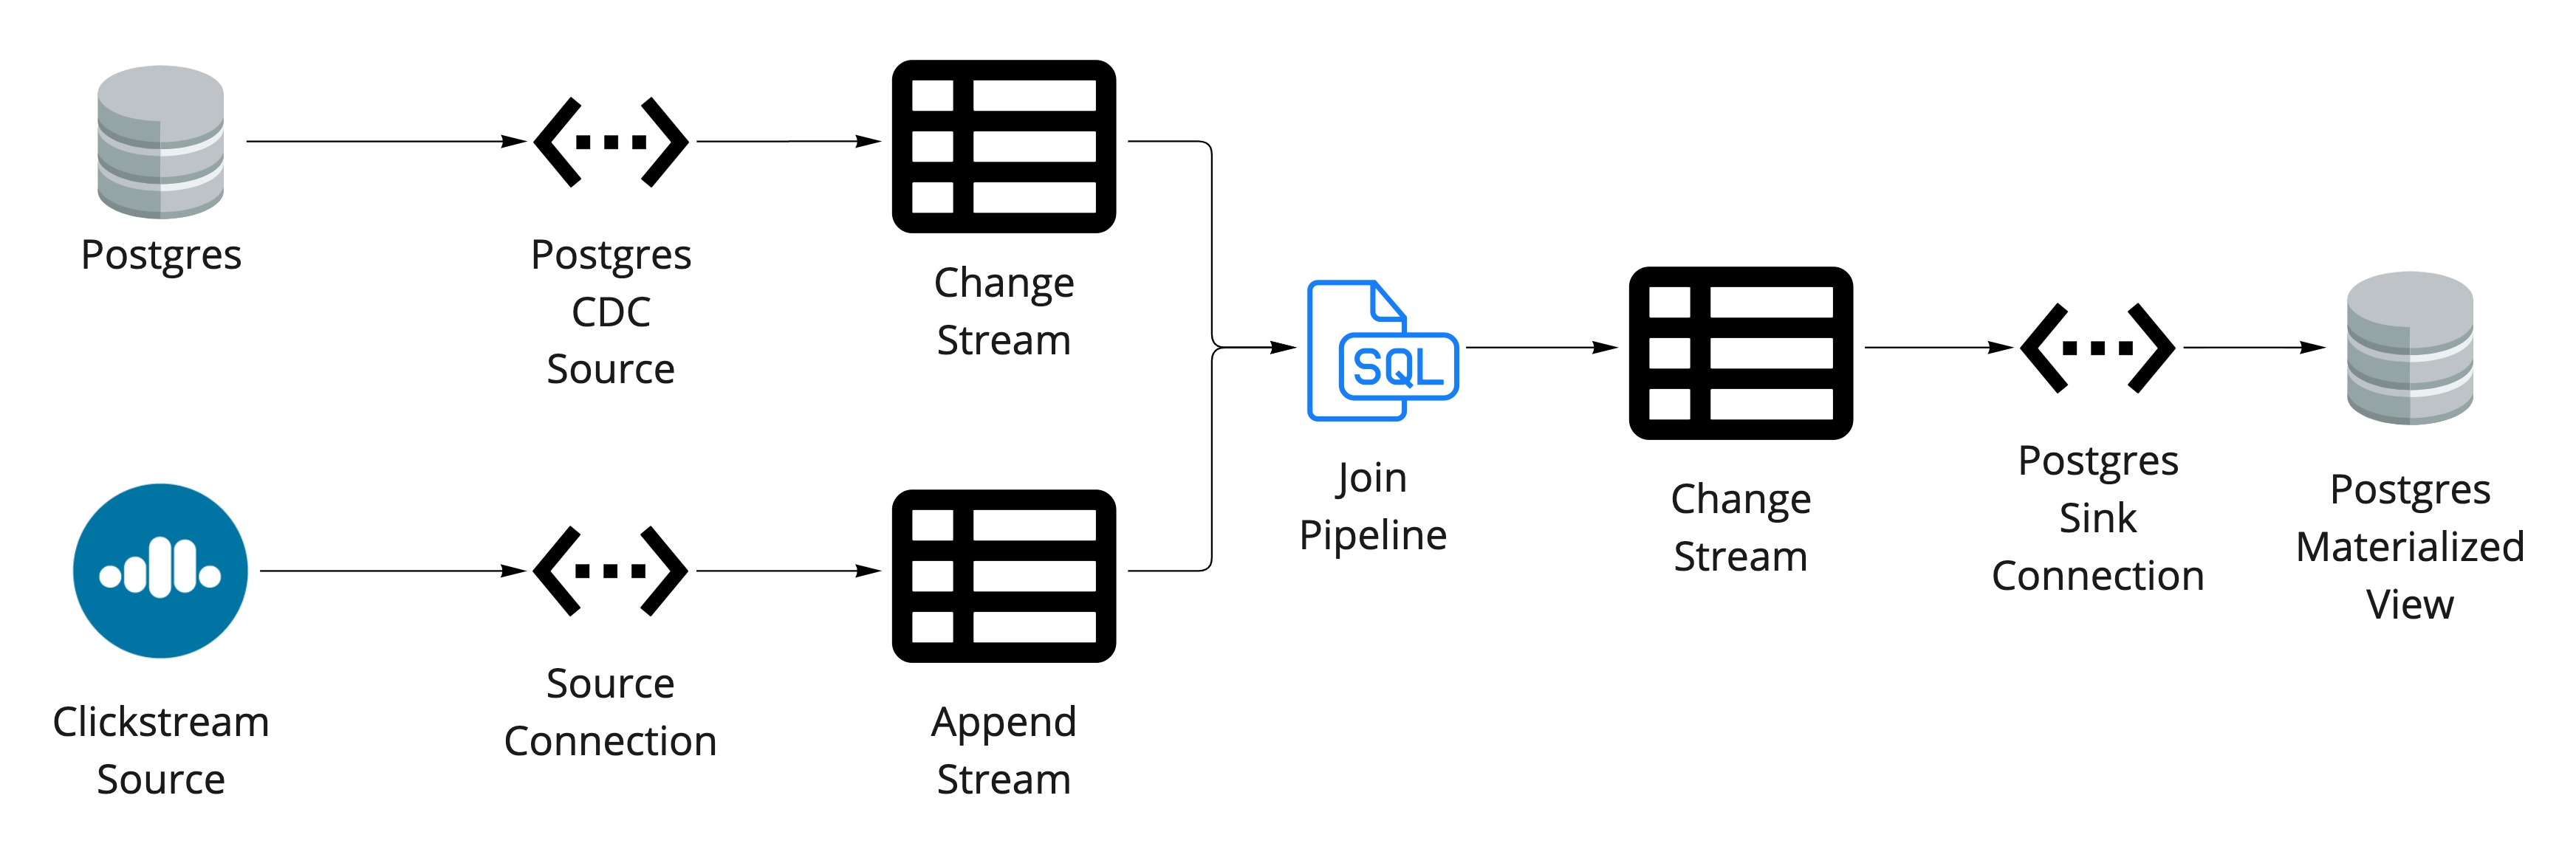 Postgres
Postgres
CDC
Source
Change
Stream
Clickstream
Source
Source
Connection
Append
Stream
SQL
Join
Pipeline
Change
Stream
Postgres
Sink
Connection
Postgres
Materialized
View